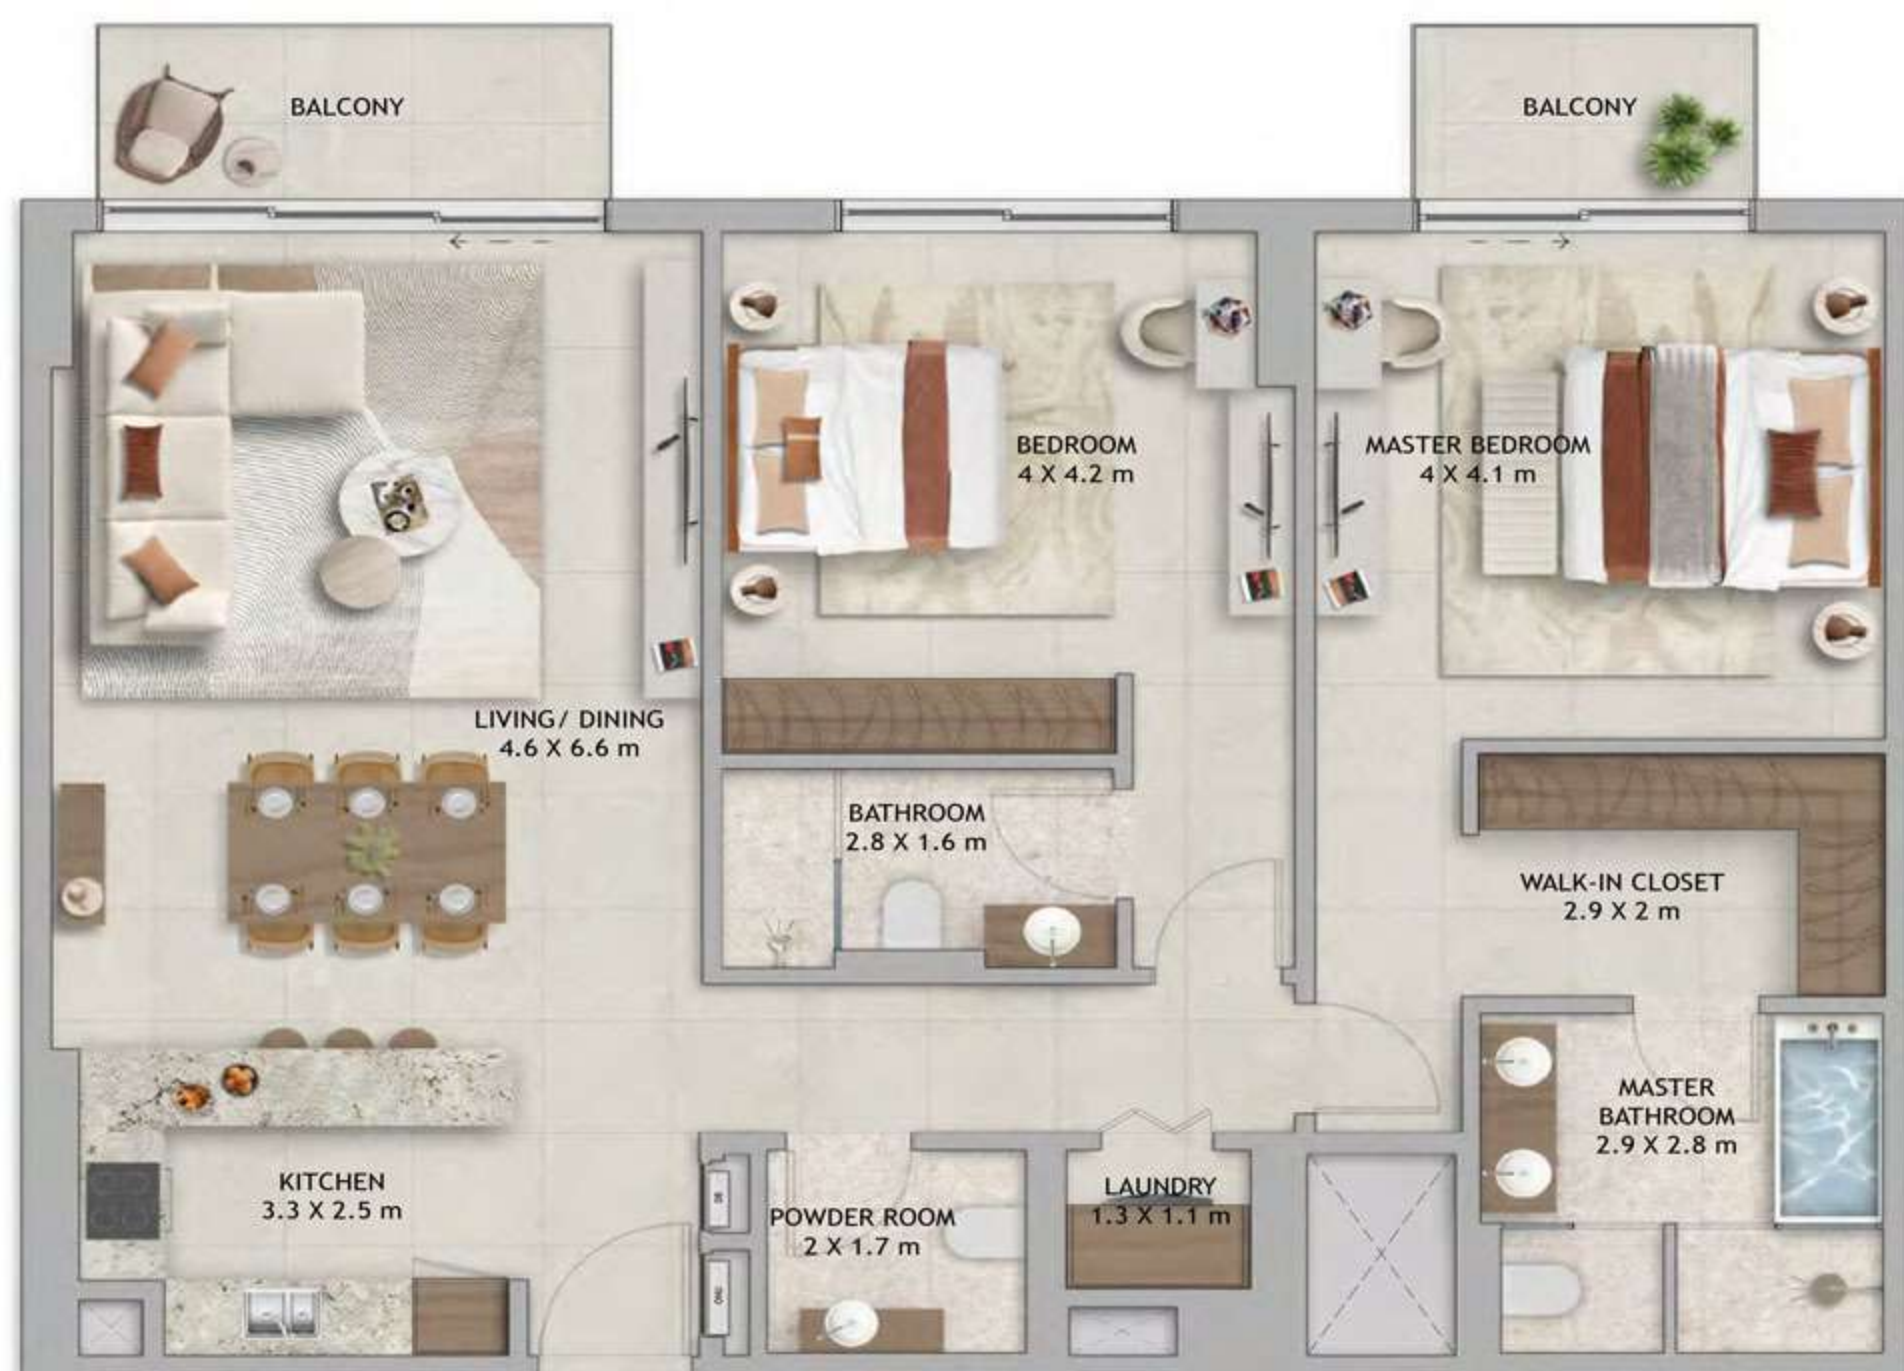 BALCONY
BALCONY
BEDROOM
4 X 4.2 m
MASTER BEDROOM
4 X 4.1 m
LIVING/ DINING
4.6 X 6.6 m
BATHROOM
2.8 X 1.6 m
WALK-IN CLOSET
2.9 X 2 m
MASTER
BATHROOM
2.9 X 2.8 m
KITCHEN
3.3 X 2.5 m
POWDER ROOM
2 X 1.7 m
LAUNDRY
1.3 X 1.1 m